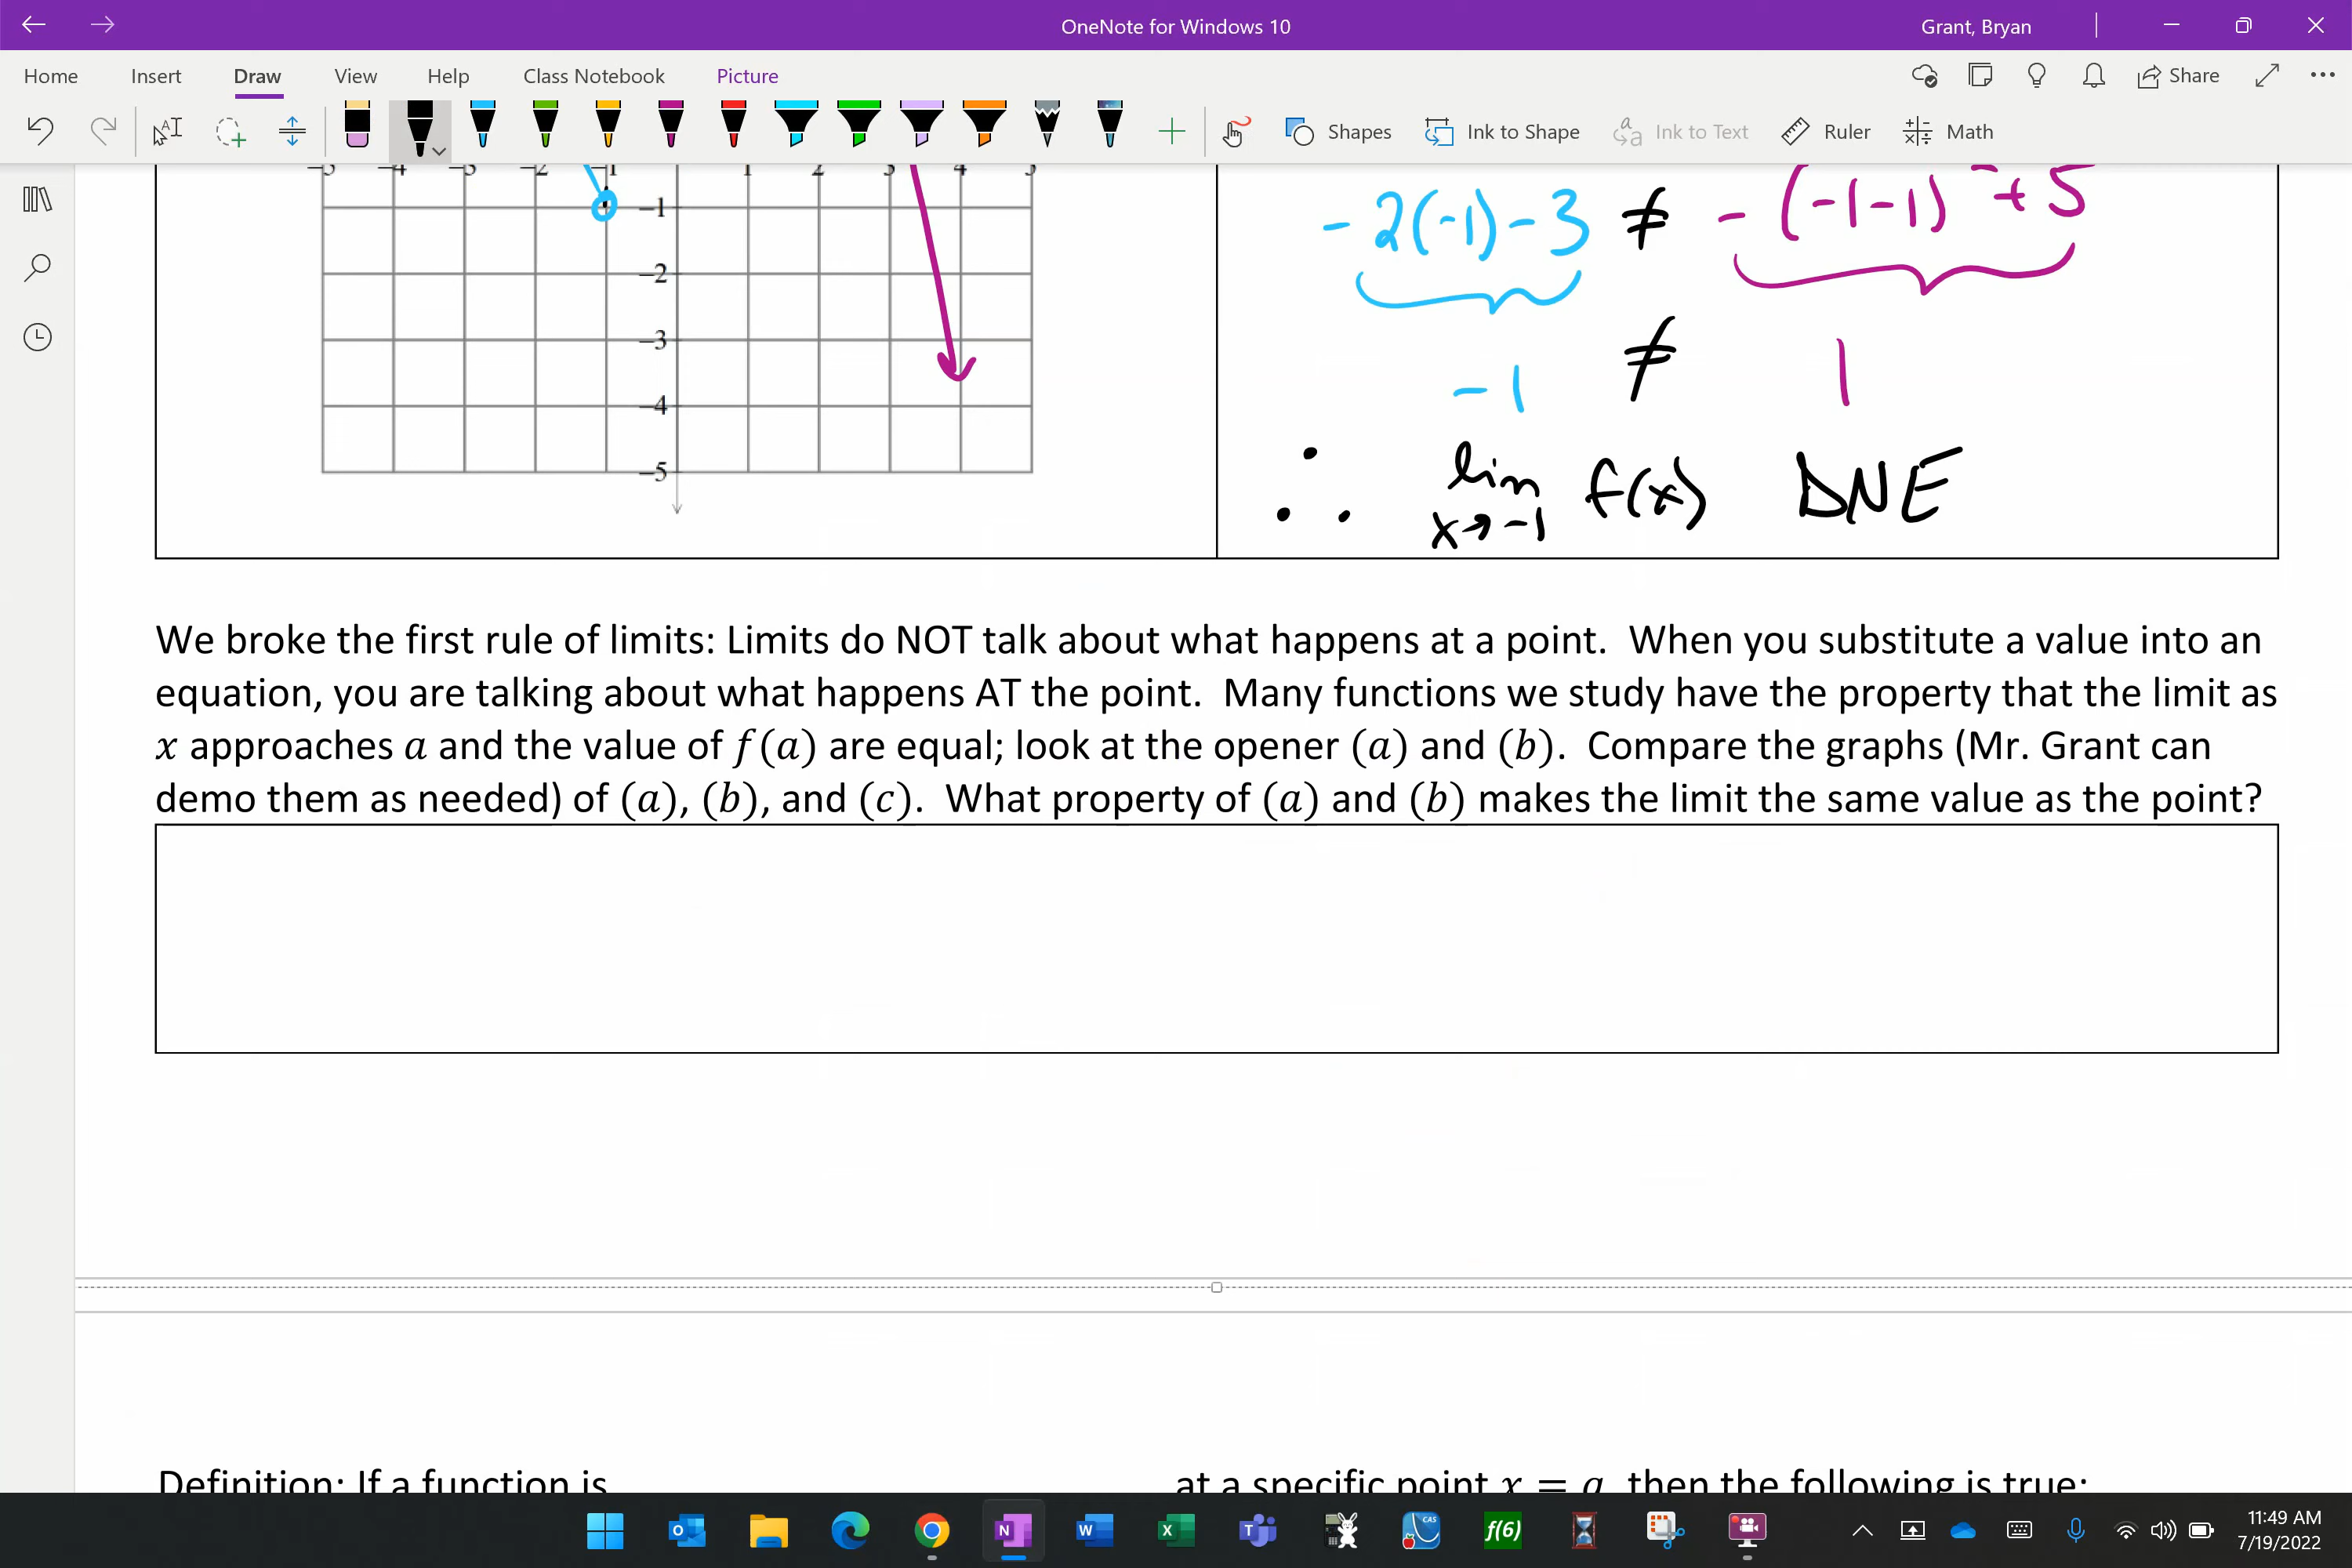 OneNote for Windows 10
Grant, Bryan
Home Insert Draw View Help Class Notebook Picture
Share
Shapes Ink to Shape Ink to Text Ruler Math
-2(-1)-3 ≠ -(-1-1) +5
-1
-2
-3
-1 ≠ 1
-4
-5
∴ lim f(x) DNE
x→-1
We broke the first rule of limits: Limits do NOT talk about what happens at a point. When you substitute a value into an
equation, you are talking about what happens AT the point. Many functions we study have the property that the limit as
x approaches a and the value of f(a) are equal; look at the opener (a) and (b). Compare the graphs (Mr. Grant can
demo them as needed) of (a), (b), and (c). What property of (a) and (b) makes the limit the same value as the point?
Definition: If a function is at a specific point x = a then the following is true:
CAS
f(6)
11:49 AM
7/19/2022